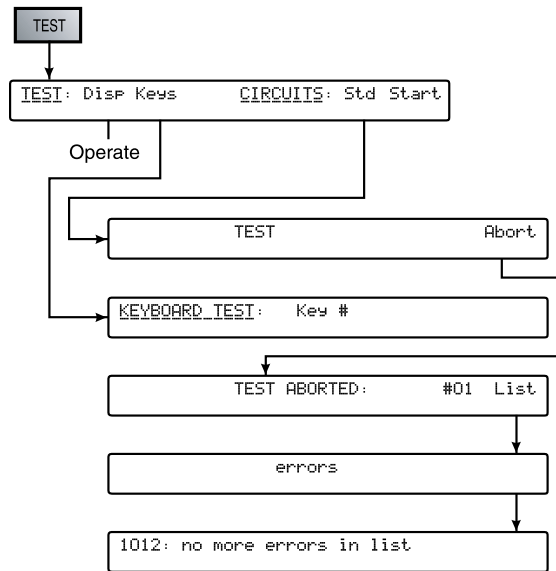 TEST
TEST: Disp Keys CIRCUITS: Std Start
Operate
TEST Abort
KEYBOARD_TEST: Key #
TEST ABORTED: #01 List
errors
1012: no more errors in list